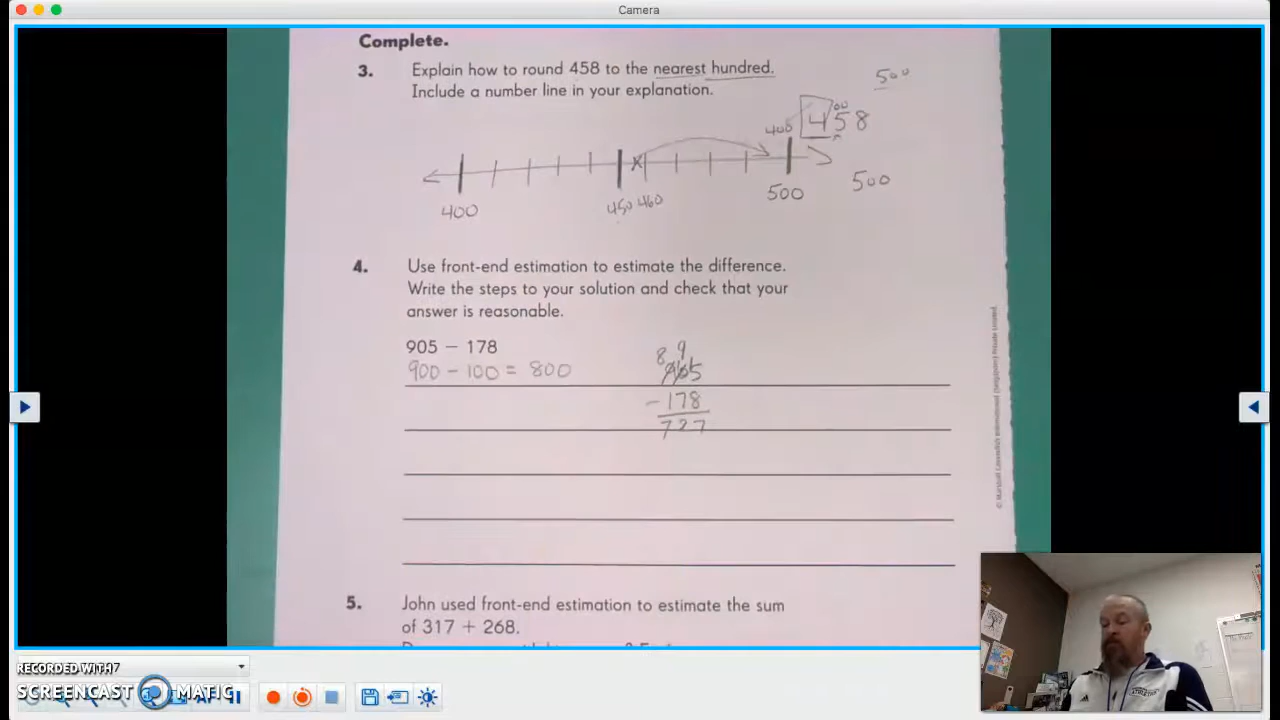 Camera
Complete.
3. Explain how to round 458 to the nearest hundred.
Include a number line in your explanation.
500
00
400 458
400 450 460 500 500
4. Use front-end estimation to estimate the difference.
Write the steps to your solution and check that your
answer is reasonable.
905 – 178
900 – 100 = 800
8 9
905
– 178
727
5. John used front-end estimation to estimate the sum
of 317 + 268.
RECORDED WITH
SCREENCAST MATIC